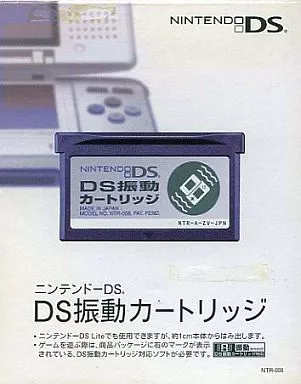 NINTENDO DS™
NINTENDO DS™
DS振動
カートリッジ
MADE IN JAPAN
MODEL NO. NTR-008, PAT. PEND.
NTR-A-ZV-JPN
ニンテンドーDS®
DS振動カートリッジ
・ニンテンドーDS Liteでも使用できますが、約1cm本体からはみ出ます。
・ゲームを選ぶ際に、商品パッケージに右のマークが表示
されている、DS振動カートリッジ対応ソフトが必要です。
NTR-008